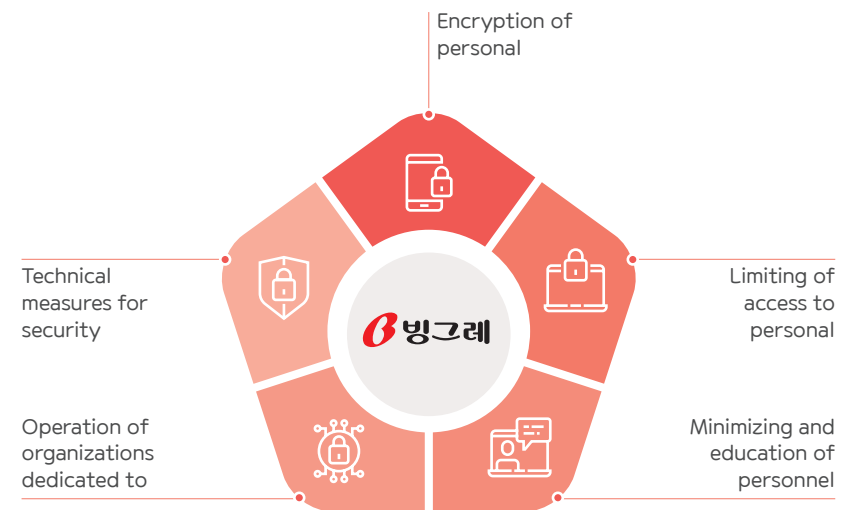 Encryption of
personal
Technical
measures for
security
Limiting of
access to
personal
빙그레
Operation of
organizations
dedicated to
Minimizing and
education of
personnel